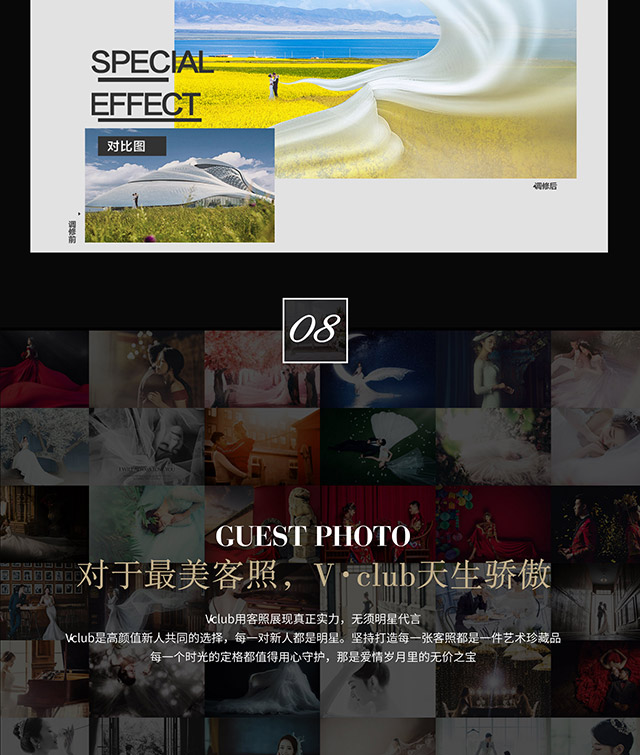 SPECIAL
EFFECT
对比图
调修后
调修前
08
GUEST PHOTO
对于最美客照，V·club天生骄傲
V·club用客照展现真正实力，无须明星代言
V·club是高颜值新人共同的选择，每一对新人都是明星。坚持打造每一张客照都是一件艺术珍藏品
每一个时光的定格都值得用心守护，那是爱情岁月里的无价之宝